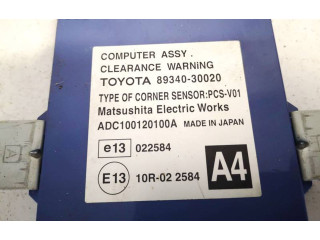 COMPUTER ASSY.
CLEARANCE WARNiNG
TOYOTA 89340-30020
TYPE OF CORNER SENSOR:PCS-V01
Matsushita Electric Works
ADC100120100A MADE IN JAPAN
e13 022584
E13 10R-02 2584
A4